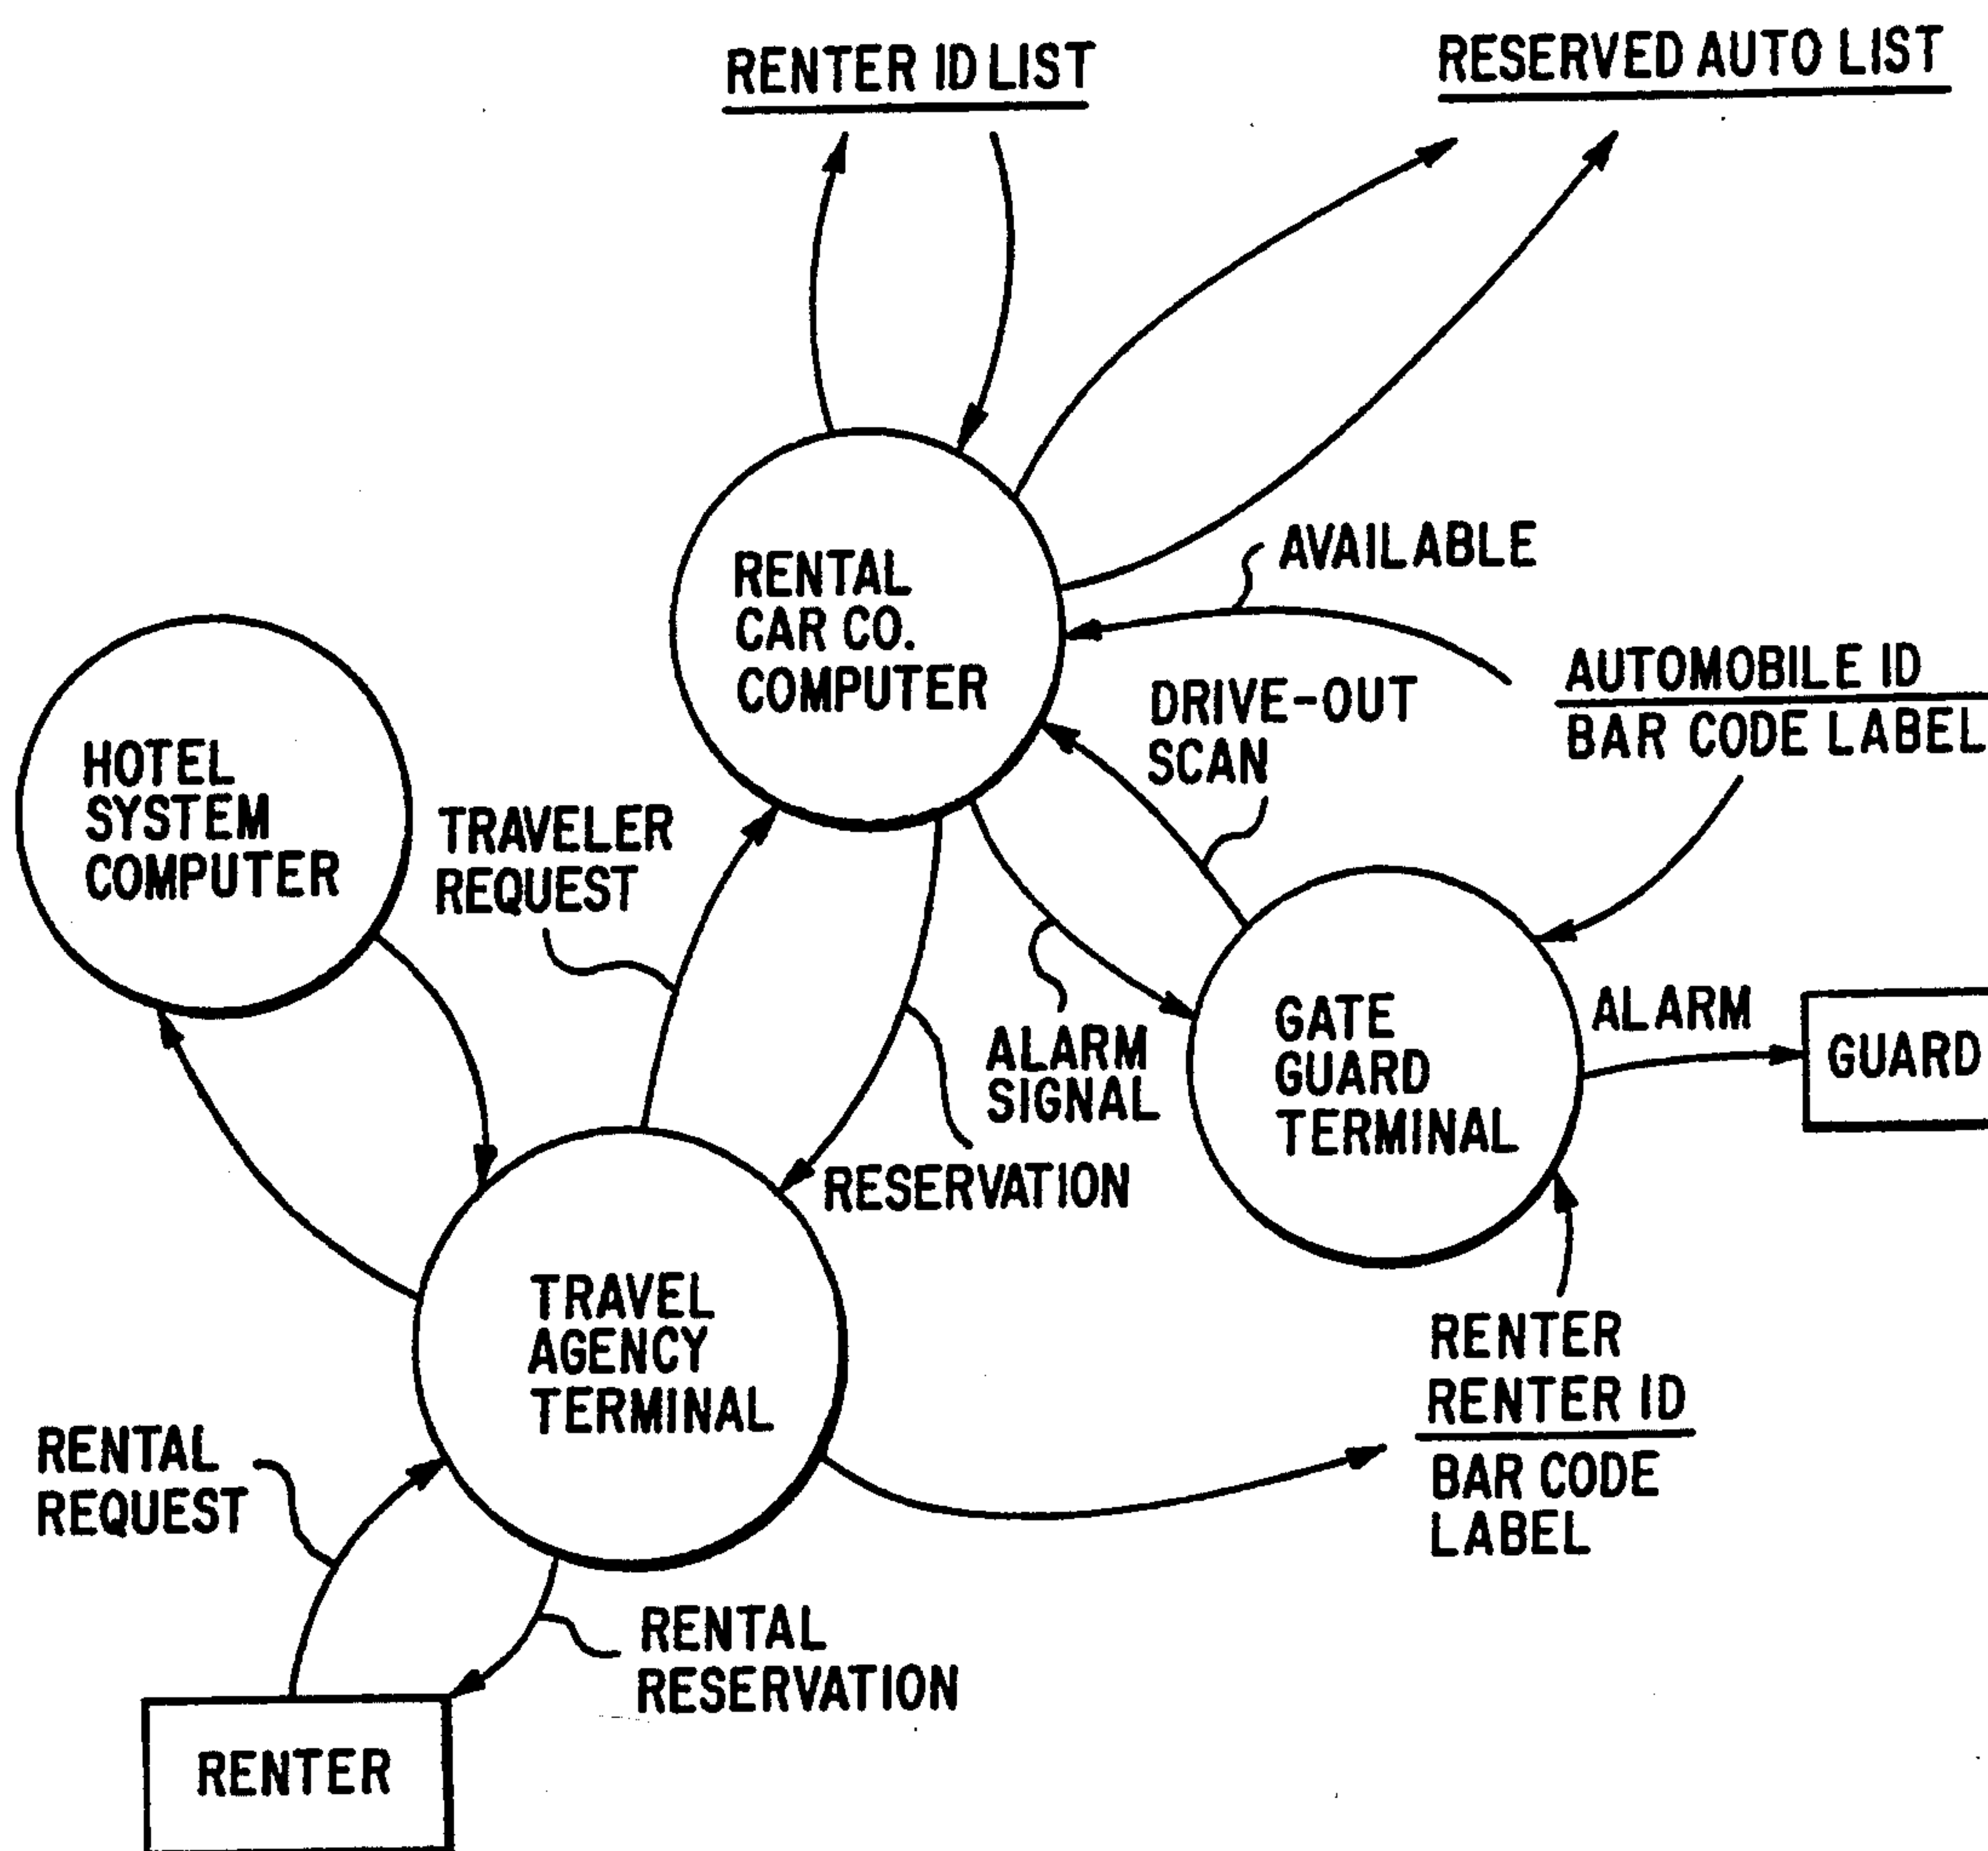 RENTER ID LIST
RESERVED AUTO LIST
RENTAL
CAR CO.
COMPUTER
AVAILABLE
AUTOMOBILE ID
BAR CODE LABEL
DRIVE-OUT
SCAN
HOTEL
SYSTEM
COMPUTER
TRAVELER
REQUEST
ALARM
SIGNAL
GATE
GUARD
TERMINAL
ALARM
GUARD
RESERVATION
TRAVEL
AGENCY
TERMINAL
RENTER
RENTER ID
BAR CODE
LABEL
RENTAL
REQUEST
RENTAL
RESERVATION
RENTER